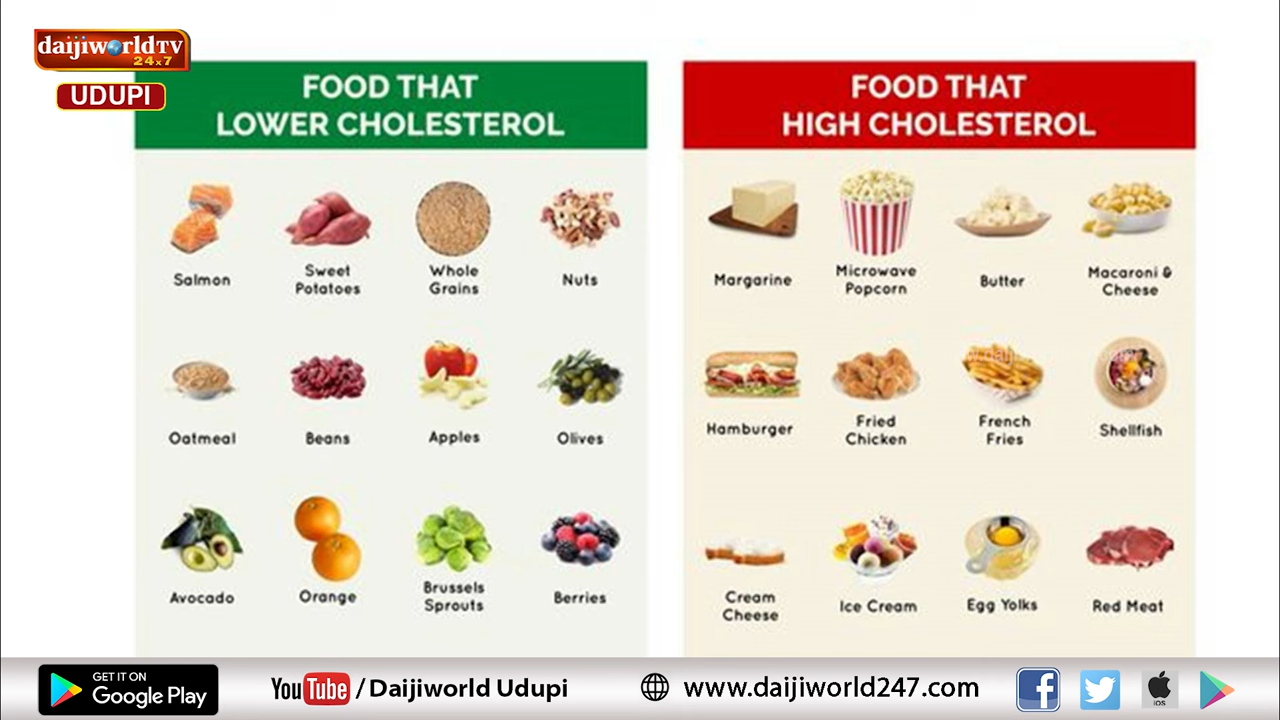 daijiworldTV
24x7
UDUPI
FOOD THAT
LOWER CHOLESTEROL
Salmon
Sweet
Potatoes
Whole
Grains
Nuts
Oatmeal
Beans
Apples
Olives
Avocado
Orange
Brussels
Sprouts
Berries
FOOD THAT
HIGH CHOLESTEROL
Margarine
Microwave
Popcorn
Butter
Macaroni &
Cheese
Hamburger
Fried
Chicken
French
Fries
Shellfish
Cream
Cheese
Ice Cream
Egg Yolks
Red Meat
GET IT ON
Google Play
YouTube / Daijiworld Udupi
www.daijiworld247.com
iOS